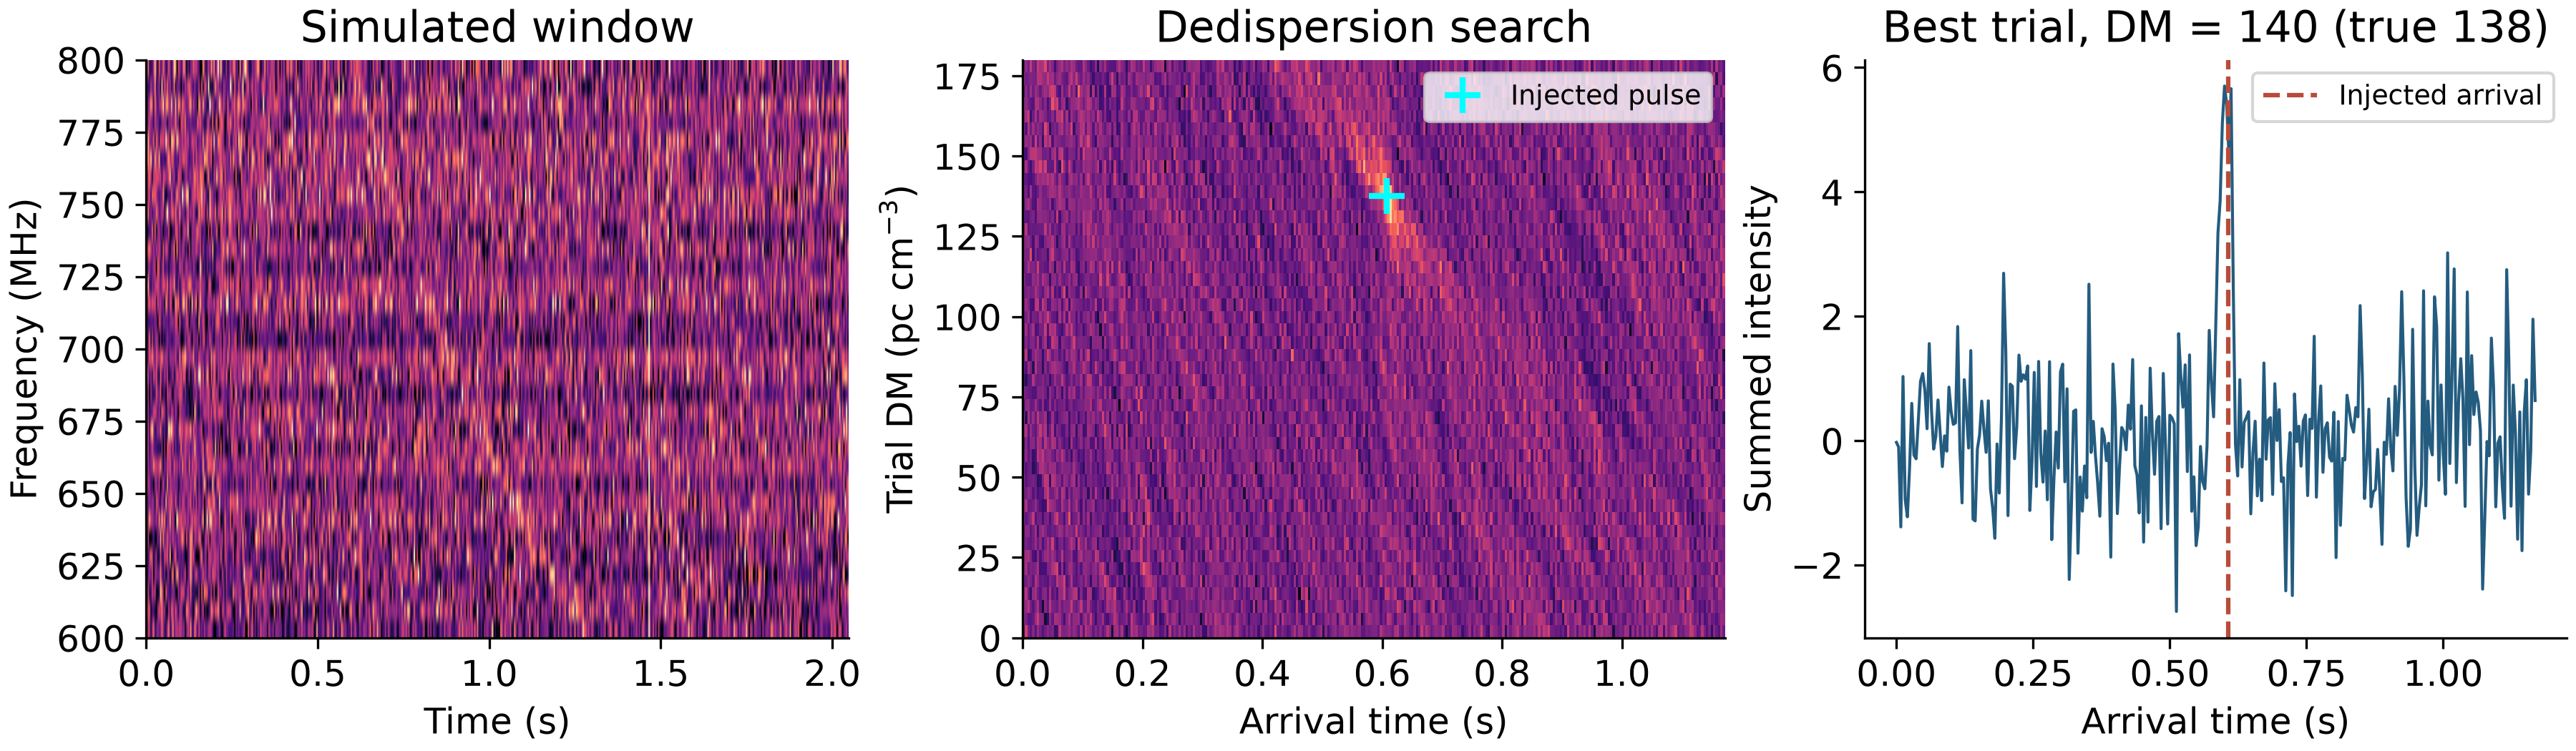 Simulated window
800
775
750
725
700
675
650
625
600
Frequency (MHz)
0.0 0.5 1.0 1.5 2.0
Time (s)
Dedispersion search
175
150
125
100
75
50
25
0
Trial DM (pc cm⁻³)
Injected pulse
0.0 0.2 0.4 0.6 0.8 1.0
Arrival time (s)
Best trial, DM = 140 (true 138)
6
4
2
0
−2
Summed intensity
Injected arrival
0.00 0.25 0.50 0.75 1.00
Arrival time (s)